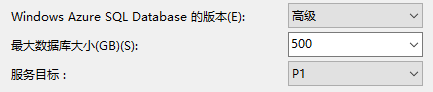 Windows Azure SQL Database 的版本(E): 高级
最大数据库大小(GB)(S): 500
服务目标： P1